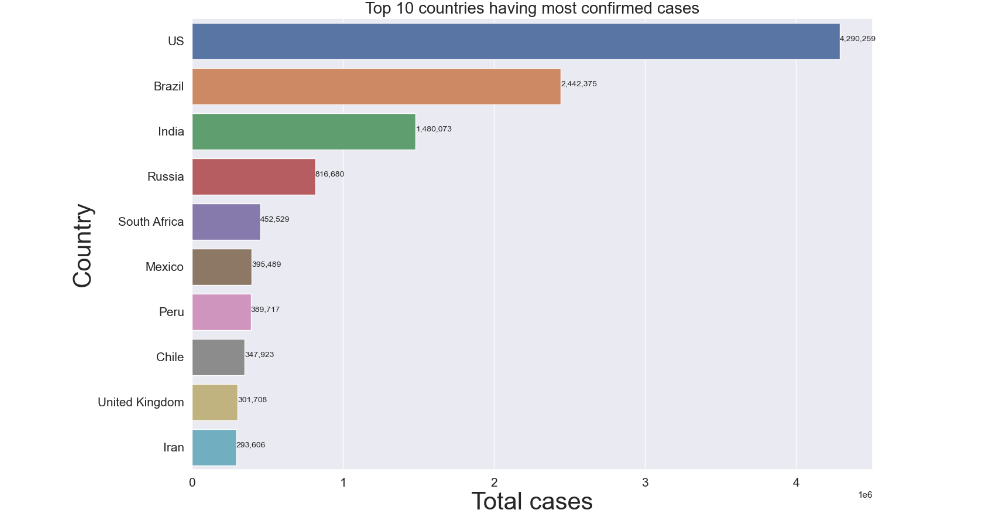 Top 10 countries having most confirmed cases
US 4,290,259
Brazil 2,442,375
India 1,480,073
Russia 816,680
South Africa 452,529
Mexico 395,489
Peru 389,717
Chile 347,923
United Kingdom 301,708
Iran 293,606
Country
0 1 2 3 4
1e6
Total cases